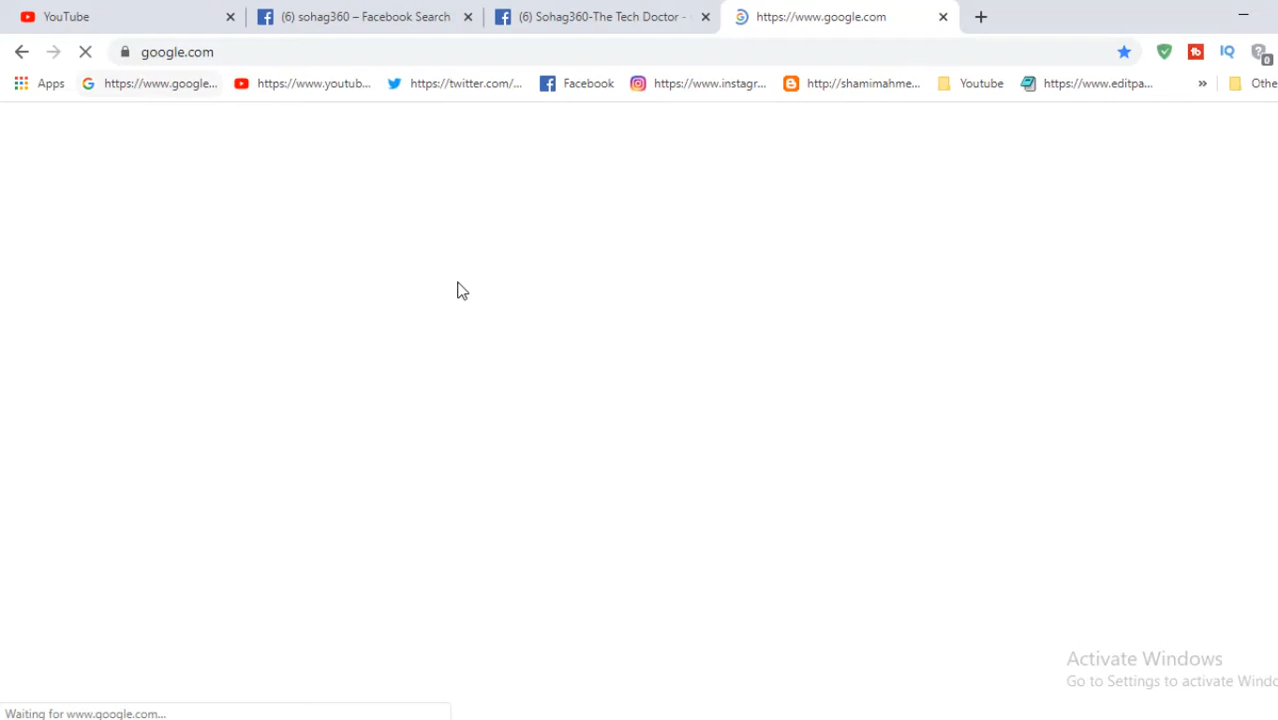 YouTube
(6) sohag360 – Facebook Search
(6) Sohag360-The Tech Doctor -
https://www.google.com
google.com
Apps
https://www.google...
https://www.youtub...
https://twitter.com/...
Facebook
https://www.instagr...
http://shamimahme...
Youtube
https://www.editpa...
»
Othe
IQ
0
Activate Windows
Go to Settings to activate Windo
Waiting for www.google.com...